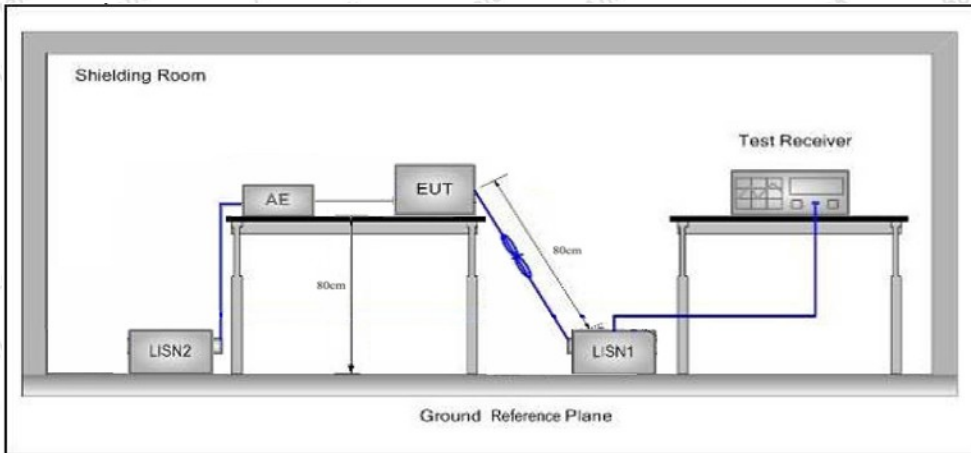 Shielding Room
Test Receiver
AE
EUT
80cm
80cm
LISN2
LISN1
Ground Reference Plane